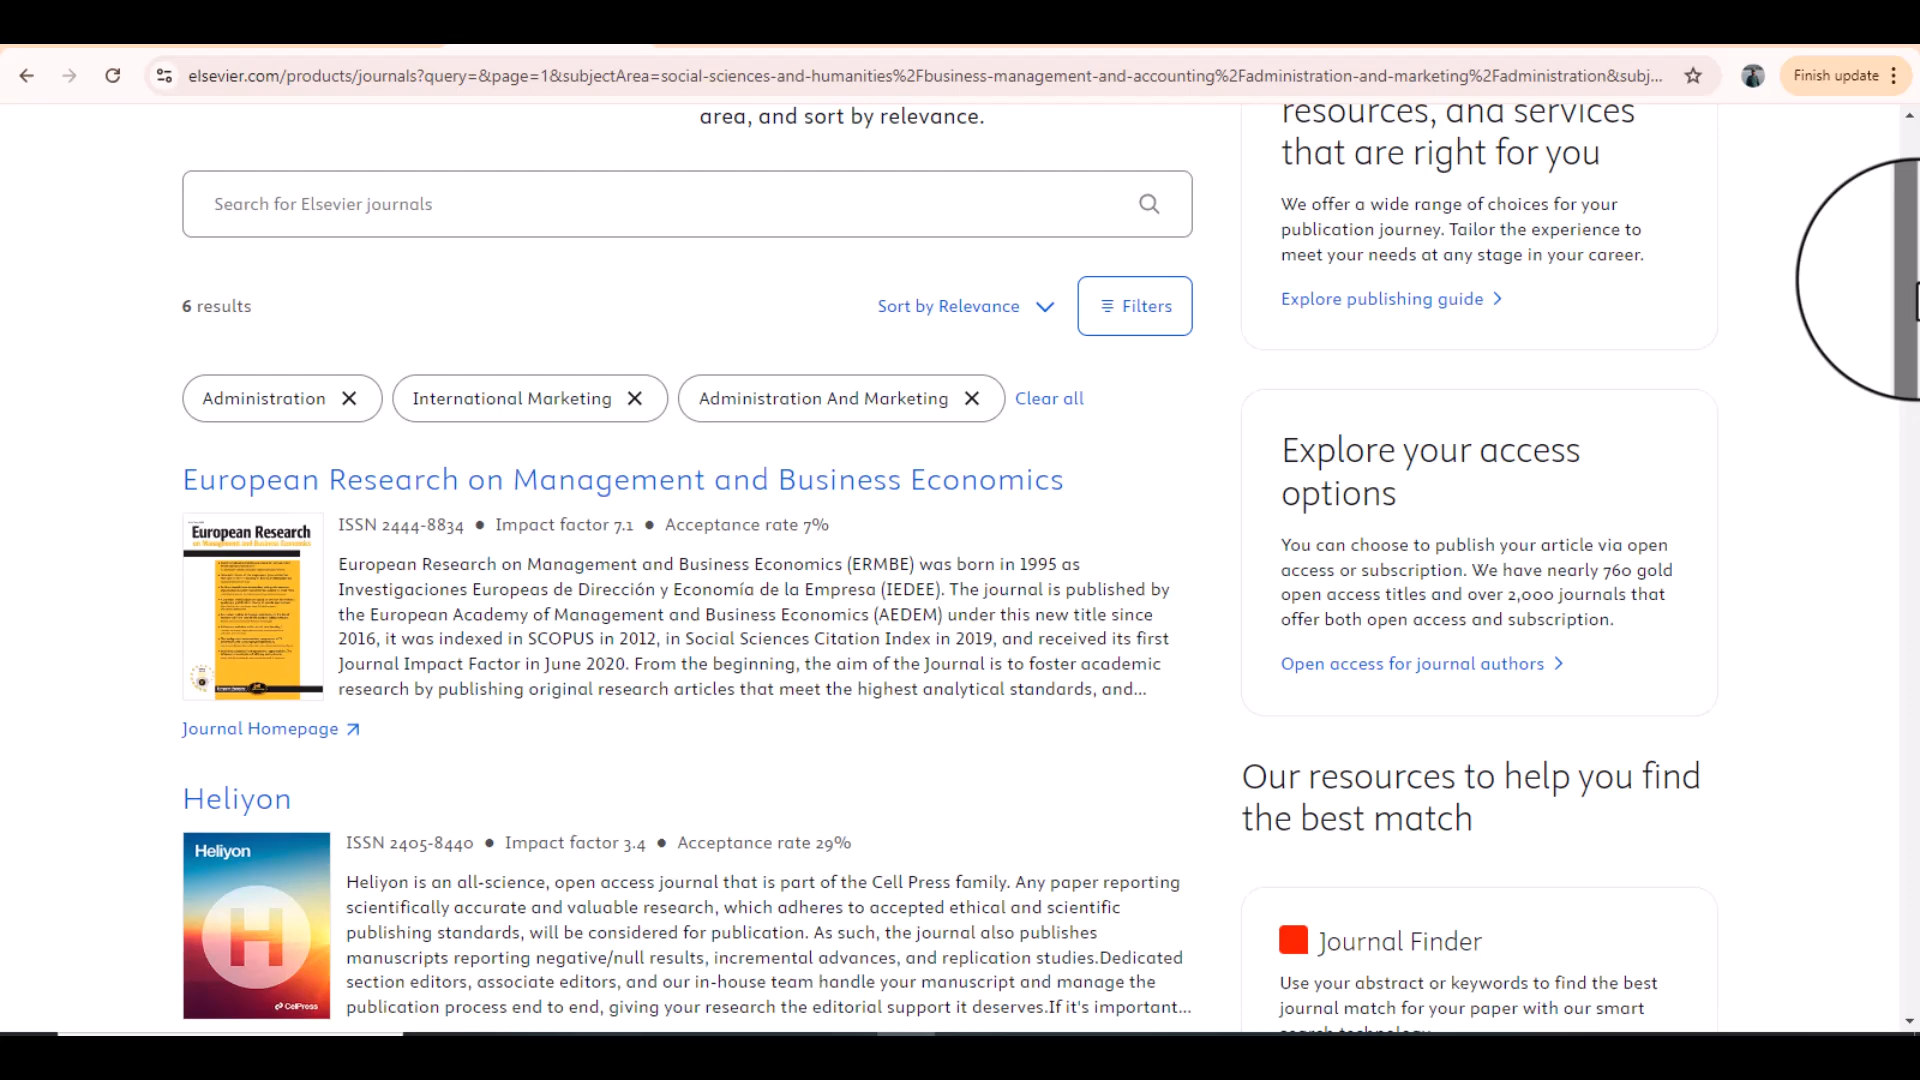 elsevier.com/products/journals?query=&page=1&subjectArea=social-sciences-and-humanities%2Fbusiness-management-and-accounting%2Fadministration-and-marketing%2Fadministration&subj...
Finish update
area, and sort by relevance.
Search for Elsevier journals
6 results
Sort by Relevance
Filters
Administration
International Marketing
Administration And Marketing
Clear all
European Research on Management and Business Economics
European Research
on Management and Business Economics
ISSN 2444-8834 ● Impact factor 7.1 ● Acceptance rate 7%
European Research on Management and Business Economics (ERMBE) was born in 1995 as
Investigaciones Europeas de Dirección y Economía de la Empresa (IEDEE). The journal is published by
the European Academy of Management and Business Economics (AEDEM) under this new title since
2016, it was indexed in SCOPUS in 2012, in Social Sciences Citation Index in 2019, and received its first
Journal Impact Factor in June 2020. From the beginning, the aim of the Journal is to foster academic
research by publishing original research articles that meet the highest analytical standards, and...
Journal Homepage
Heliyon
Heliyon
H
CellPress
ISSN 2405-8440 ● Impact factor 3.4 ● Acceptance rate 29%
Heliyon is an all-science, open access journal that is part of the Cell Press family. Any paper reporting
scientifically accurate and valuable research, which adheres to accepted ethical and scientific
publishing standards, will be considered for publication. As such, the journal also publishes
manuscripts reporting negative/null results, incremental advances, and replication studies.Dedicated
section editors, associate editors, and our in-house team handle your manuscript and manage the
publication process end to end, giving your research the editorial support it deserves.If it's important...
resources, and services
that are right for you
We offer a wide range of choices for your
publication journey. Tailor the experience to
meet your needs at any stage in your career.
Explore publishing guide
Explore your access
options
You can choose to publish your article via open
access or subscription. We have nearly 760 gold
open access titles and over 2,000 journals that
offer both open access and subscription.
Open access for journal authors
Our resources to help you find
the best match
Journal Finder
Use your abstract or keywords to find the best
journal match for your paper with our smart
search technology